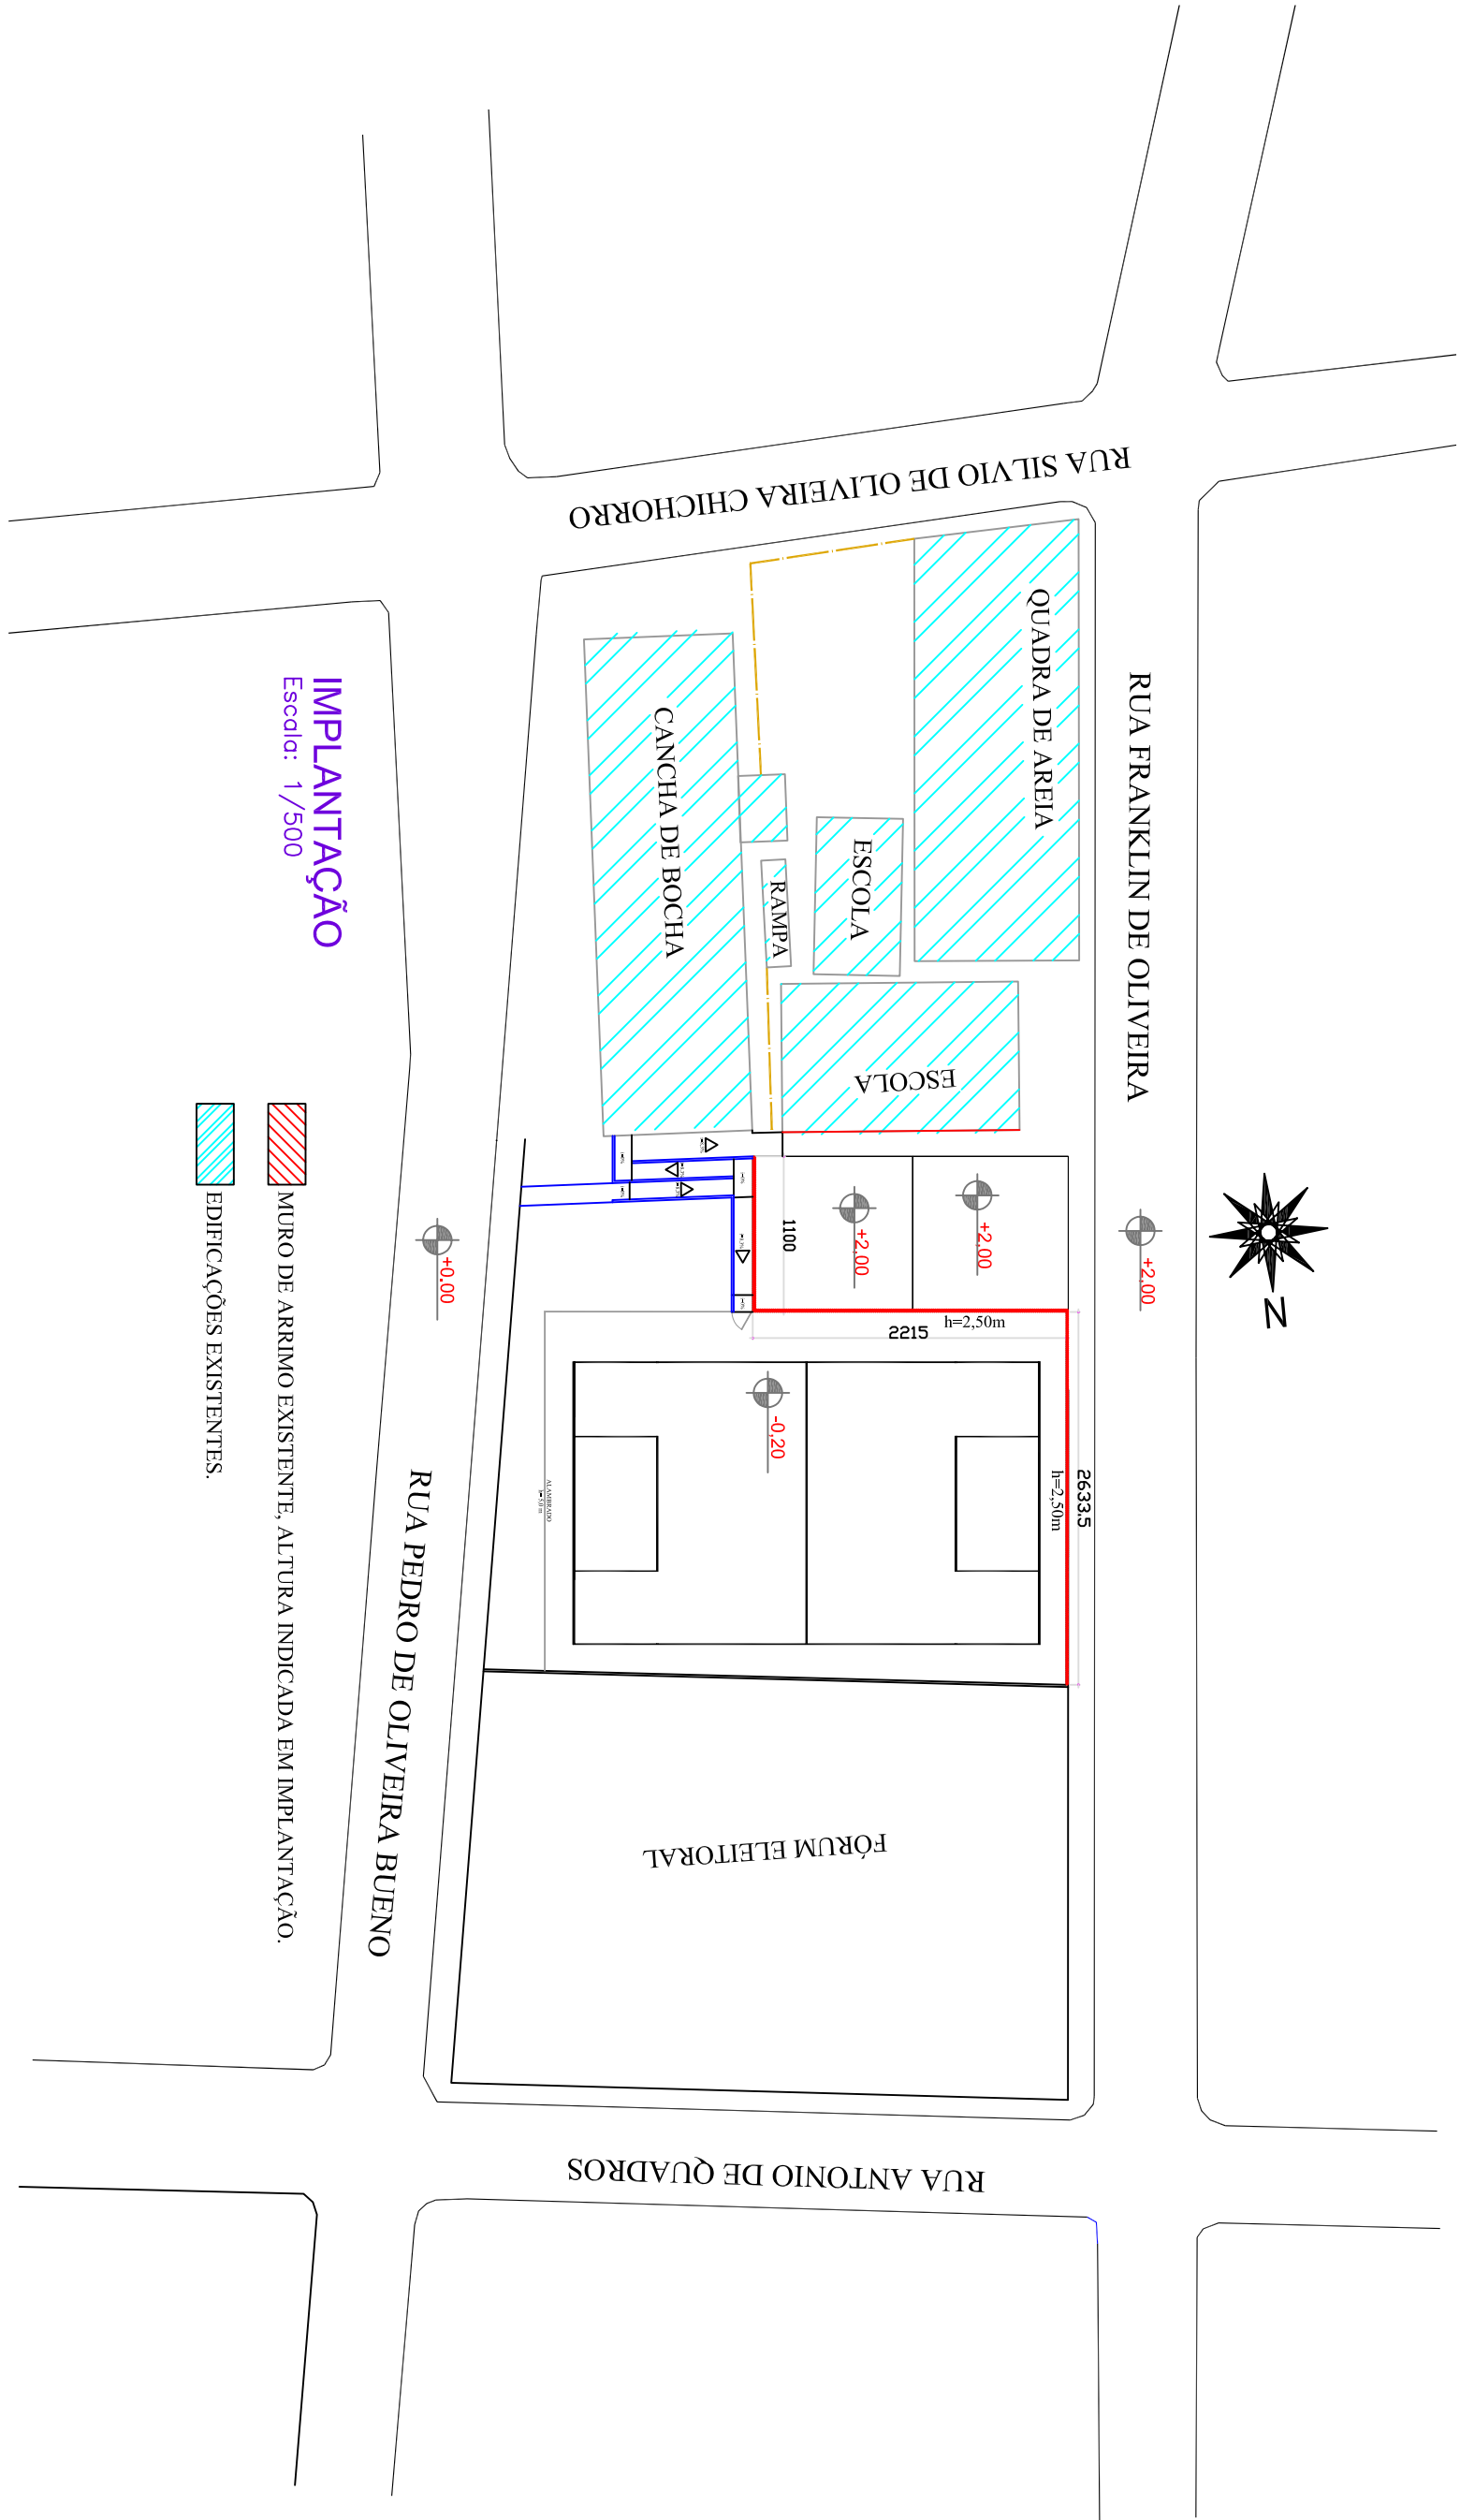 RUA SILVIO DE OLIVEIRA CHICHORRO
RUA FRANKLIN DE OLIVEIRA
QUADRA DE AREIA
CANCHA DE BOCHA
ESCOLA
RAMPA
ESCOLA
IMPLANTAÇÃO
Escala: 1/500
MURO DE ARRIMO EXISTENTE, ALTURA INDICADA EM IMPLANTAÇÃO.
EDIFICAÇÕES EXISTENTES.
N
+2,00
+2,00
+2,00
+0.00
1100
2215
h=2,50m
-0,20
2633.5
h=2,50m
ALAMBRADO
RUA PEDRO DE OLIVEIRA BUENO
FÓRUM ELEITORAL
RUA ANTONIO DE QUADROS